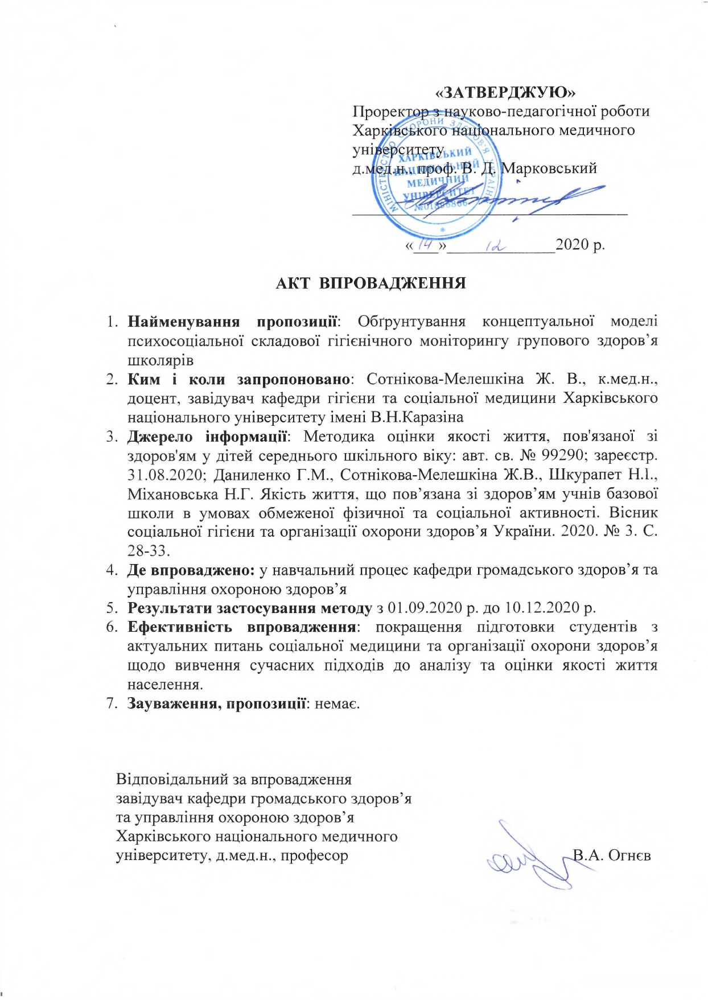 «ЗАТВЕРДЖУЮ»
Проректор з науково-педагогічної роботи
Харківського національного медичного
університету
д.мед.н., проф. В. Д. Марковський
МІНІСТЕРСТВО ОХОРОНИ ЗДОРОВ'Я УКРАЇНИ
ХАРКІВСЬКИЙ
НАЦІОНАЛЬНИЙ
МЕДИЧНИЙ
УНІВЕРСИТЕТ
№01896866
*
«14» 12 2020 р.
АКТ ВПРОВАДЖЕННЯ
1. Найменування пропозиції: Обґрунтування концептуальної моделі
психосоціальної складової гігієнічного моніторингу групового здоров’я
школярів
2. Ким і коли запропоновано: Сотнікова-Мелешкіна Ж. В., к.мед.н.,
доцент, завідувач кафедри гігієни та соціальної медицини Харківського
національного університету імені В.Н.Каразіна
3. Джерело інформації: Методика оцінки якості життя, пов'язаної зі
здоров'ям у дітей середнього шкільного віку: авт. св. № 99290; зареєстр.
31.08.2020; Даниленко Г.М., Сотнікова-Мелешкіна Ж.В., Шкурапет Н.І.,
Міхановська Н.Г. Якість життя, що пов’язана зі здоров’ям учнів базової
школи в умовах обмеженої фізичної та соціальної активності. Вісник
соціальної гігієни та організації охорони здоров’я України. 2020. № 3. С.
28-33.
4. Де впроваджено: у навчальний процес кафедри громадського здоров’я та
управління охороною здоров’я
5. Результати застосування методу з 01.09.2020 р. до 10.12.2020 р.
6. Ефективність впровадження: покращення підготовки студентів з
актуальних питань соціальної медицини та організації охорони здоров’я
щодо вивчення сучасних підходів до аналізу та оцінки якості життя
населення.
7. Зауваження, пропозиції: немає.
Відповідальний за впровадження
завідувач кафедри громадського здоров’я
та управління охороною здоров’я
Харківського національного медичного
університету, д.мед.н., професор В.А. Огнєв